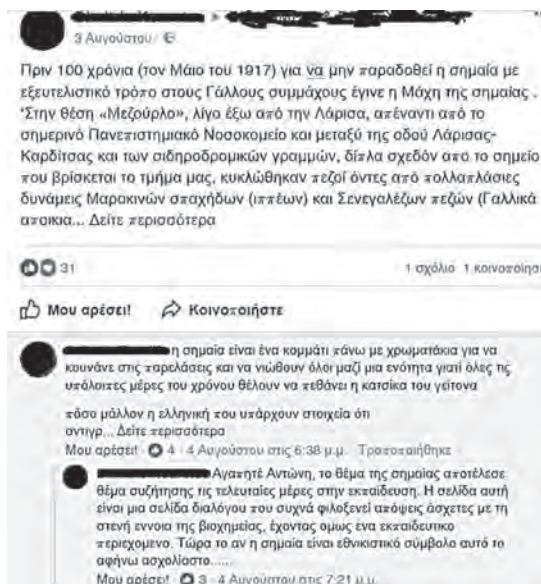 3 Αυγούστου
Πριν 100 χρόνια (τον Μάιο του 1917) για να μην παραδοθεί η σημαία με
εξευτελιστικό τρόπο στους Γάλλους συμμάχους έγινε η Μάχη της σημαίας .
'Στην θέση «Μεζούρλο», λίγο έξω από την Λάρισα, απέναντι από το
σημερινό Πανεπιστημιακό Νοσοκομείο και μεταξύ της οδού Λάρισας-
Καρδίτσας και των σιδηροδρομικών γραμμών, δίπλα σχεδόν από το σημείο
που βρίσκεται το τμήμα μας, κυκλώθηκαν πεζοί όντες από πολλαπλάσιες
δυνάμεις Μαροκινών σπαχήδων (ιππέων) και Σενεγαλέζων πεζών (Γαλλικά
αποικια... Δείτε περισσότερα
31
1 σχόλιο 1 κοινοποίηση
Μου αρέσει! Κοινοποιήστε
η σημαία είναι ένα κομμάτι πάνω με χρωματάκια για να
κουνάνε στις παρελάσεις και να νιώθουν όλοι μαζί μια ενότητα γιατί όλες τις
υπόλοιπες μέρες του χρόνου θέλουν να πεθάνει η κατσίκα του γείτονα
πόσο μάλλον η ελληνική που υπάρχουν στοιχεία ότι
αντιγρ... Δείτε περισσότερα
Μου αρέσει! 4 · 4 Αυγούστου στις 6:38 μ.μ. Τροποποιήθηκε
Αγαπητέ Αντώνη, το θέμα της σημαίας αποτέλεσε
θέμα συζήτησης τις τελευταίες μέρες στην εκπαίδευση. Η σελίδα αυτή
είναι μια σελίδα διαλόγου που συχνά φιλοξενεί απόψεις άσχετες με τη
στενή εννοια της βιοχημείας, έχοντας ομως ένα εκπαιδευτικο
περιεχομενο. Τώρα το αν η σημαία είναι εθνικιστικό σύμβολο αυτό το
αφήνω ασχολίαστο......
Μου αρέσει! 3 · 4 Αυγούστου στις 7:21 μ.μ.